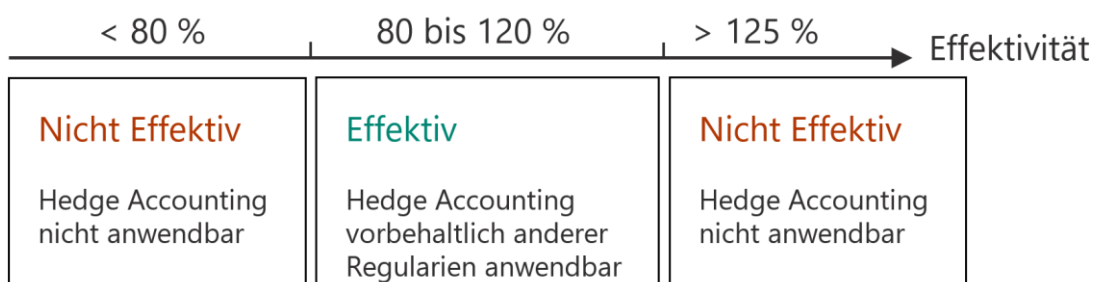 < 80 %
80 bis 120 %
> 125 %
Effektivität
Nicht Effektiv
Hedge Accounting
nicht anwendbar
Effektiv
Hedge Accounting
vorbehaltlich anderer
Regularien anwendbar
Nicht Effektiv
Hedge Accounting
nicht anwendbar